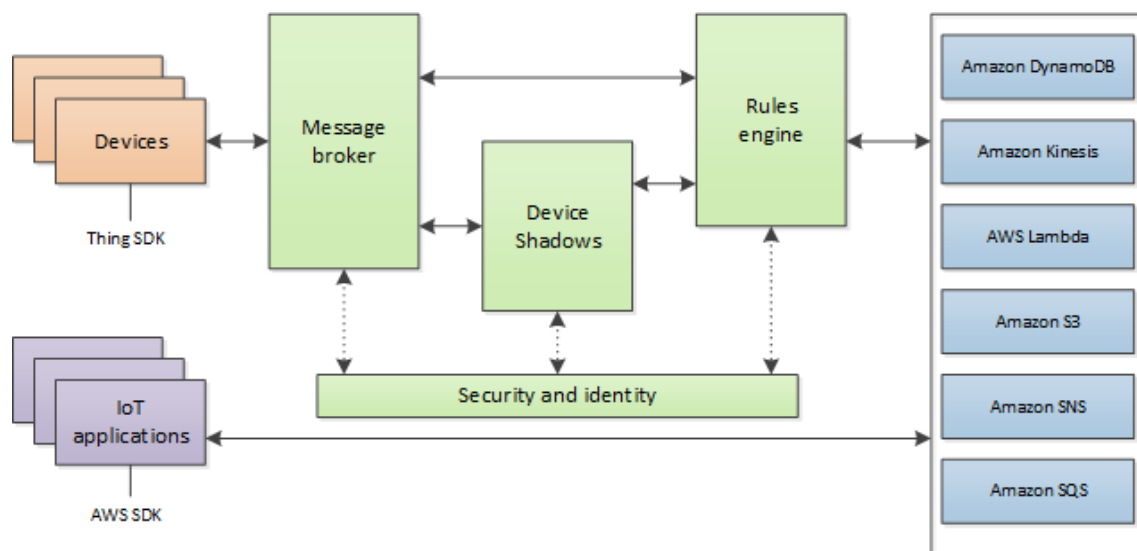 Devices
Thing SDK
Message
broker
Device
Shadows
Rules
engine
Security and identity
IoT
applications
AWS SDK
Amazon DynamoDB
Amazon Kinesis
AWS Lambda
Amazon S3
Amazon SNS
Amazon SQS